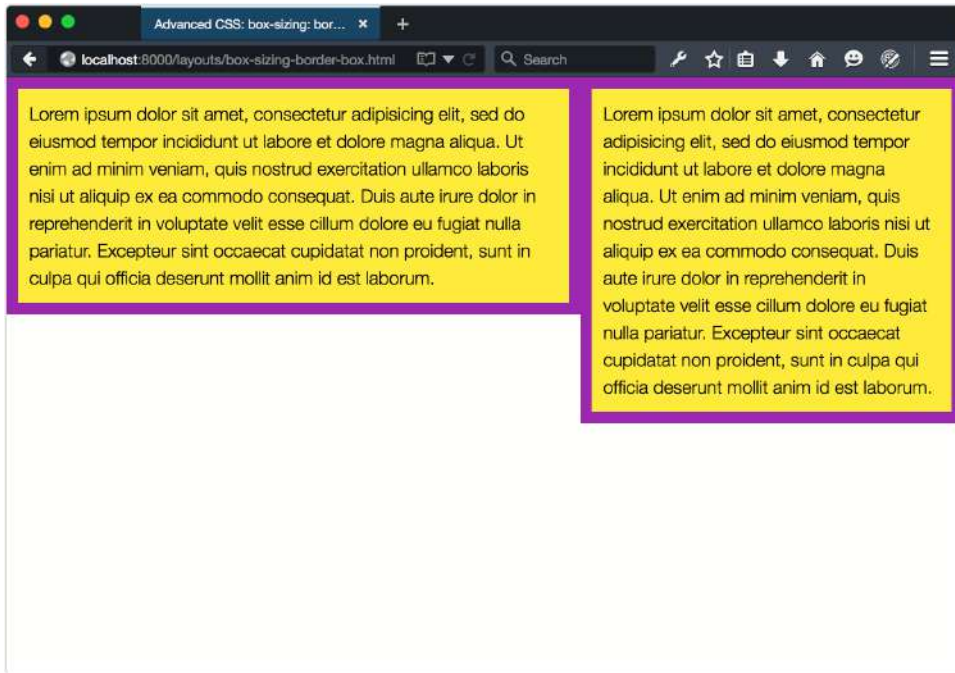 Advanced CSS: box-sizing: bor...
localhost:8000/layouts/box-sizing-border-box.html
Search
Lorem ipsum dolor sit amet, consectetur adipisicing elit, sed do
eiusmod tempor incididunt ut labore et dolore magna aliqua. Ut
enim ad minim veniam, quis nostrud exercitation ullamco laboris
nisi ut aliquip ex ea commodo consequat. Duis aute irure dolor in
reprehenderit in voluptate velit esse cillum dolore eu fugiat nulla
pariatur. Excepteur sint occaecat cupidatat non proident, sunt in
culpa qui officia deserunt mollit anim id est laborum.
Lorem ipsum dolor sit amet, consectetur
adipisicing elit, sed do eiusmod tempor
incididunt ut labore et dolore magna
aliqua. Ut enim ad minim veniam, quis
nostrud exercitation ullamco laboris nisi ut
aliquip ex ea commodo consequat. Duis
aute irure dolor in reprehenderit in
voluptate velit esse cillum dolore eu fugiat
nulla pariatur. Excepteur sint occaecat
cupidatat non proident, sunt in culpa qui
officia deserunt mollit anim id est laborum.